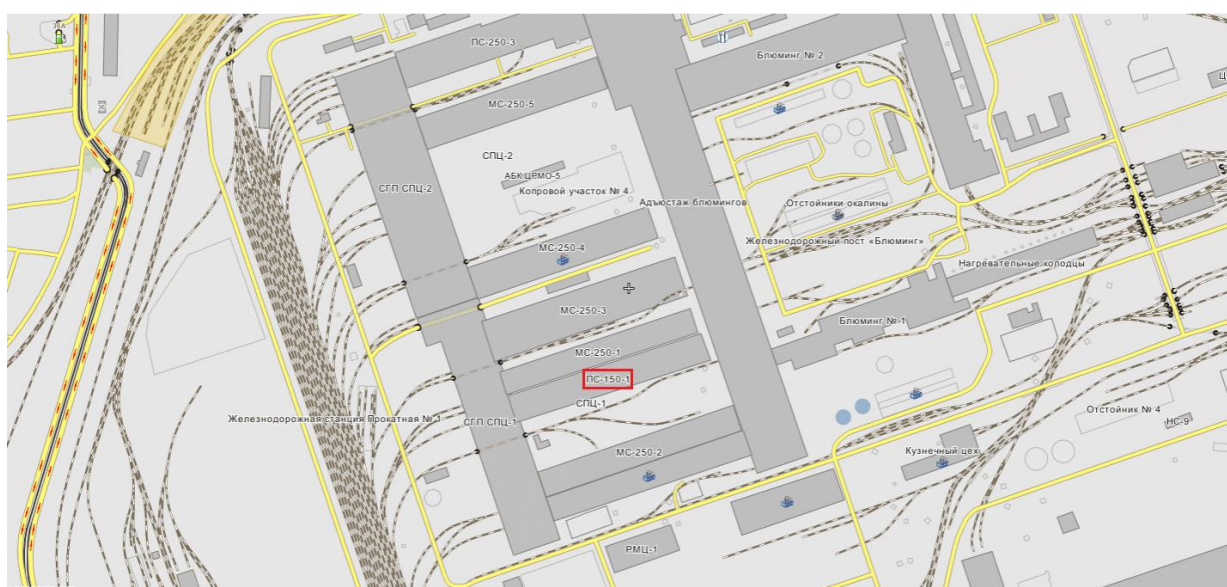 36А
ПС-250-3
Блюминг № 2
МС-250-5
СПЦ-2
АБК ЦРМО-5
СГП СПЦ-2
Копровой участок № 4
Адъюстаж блюмингов
Отстойники окалины
МС-250-4
Железнодорожный пост «Блюминг»
Нагревательные колодцы
МС-250-3
Блюминг № 1
МС-250-1
ПС-150-1
СПЦ-1
Железнодорожная станция Прокатная № 1
СГП СПЦ-1
Отстойник № 4
НС-9
МС-250-2
Кузнечный цех
РМЦ-1